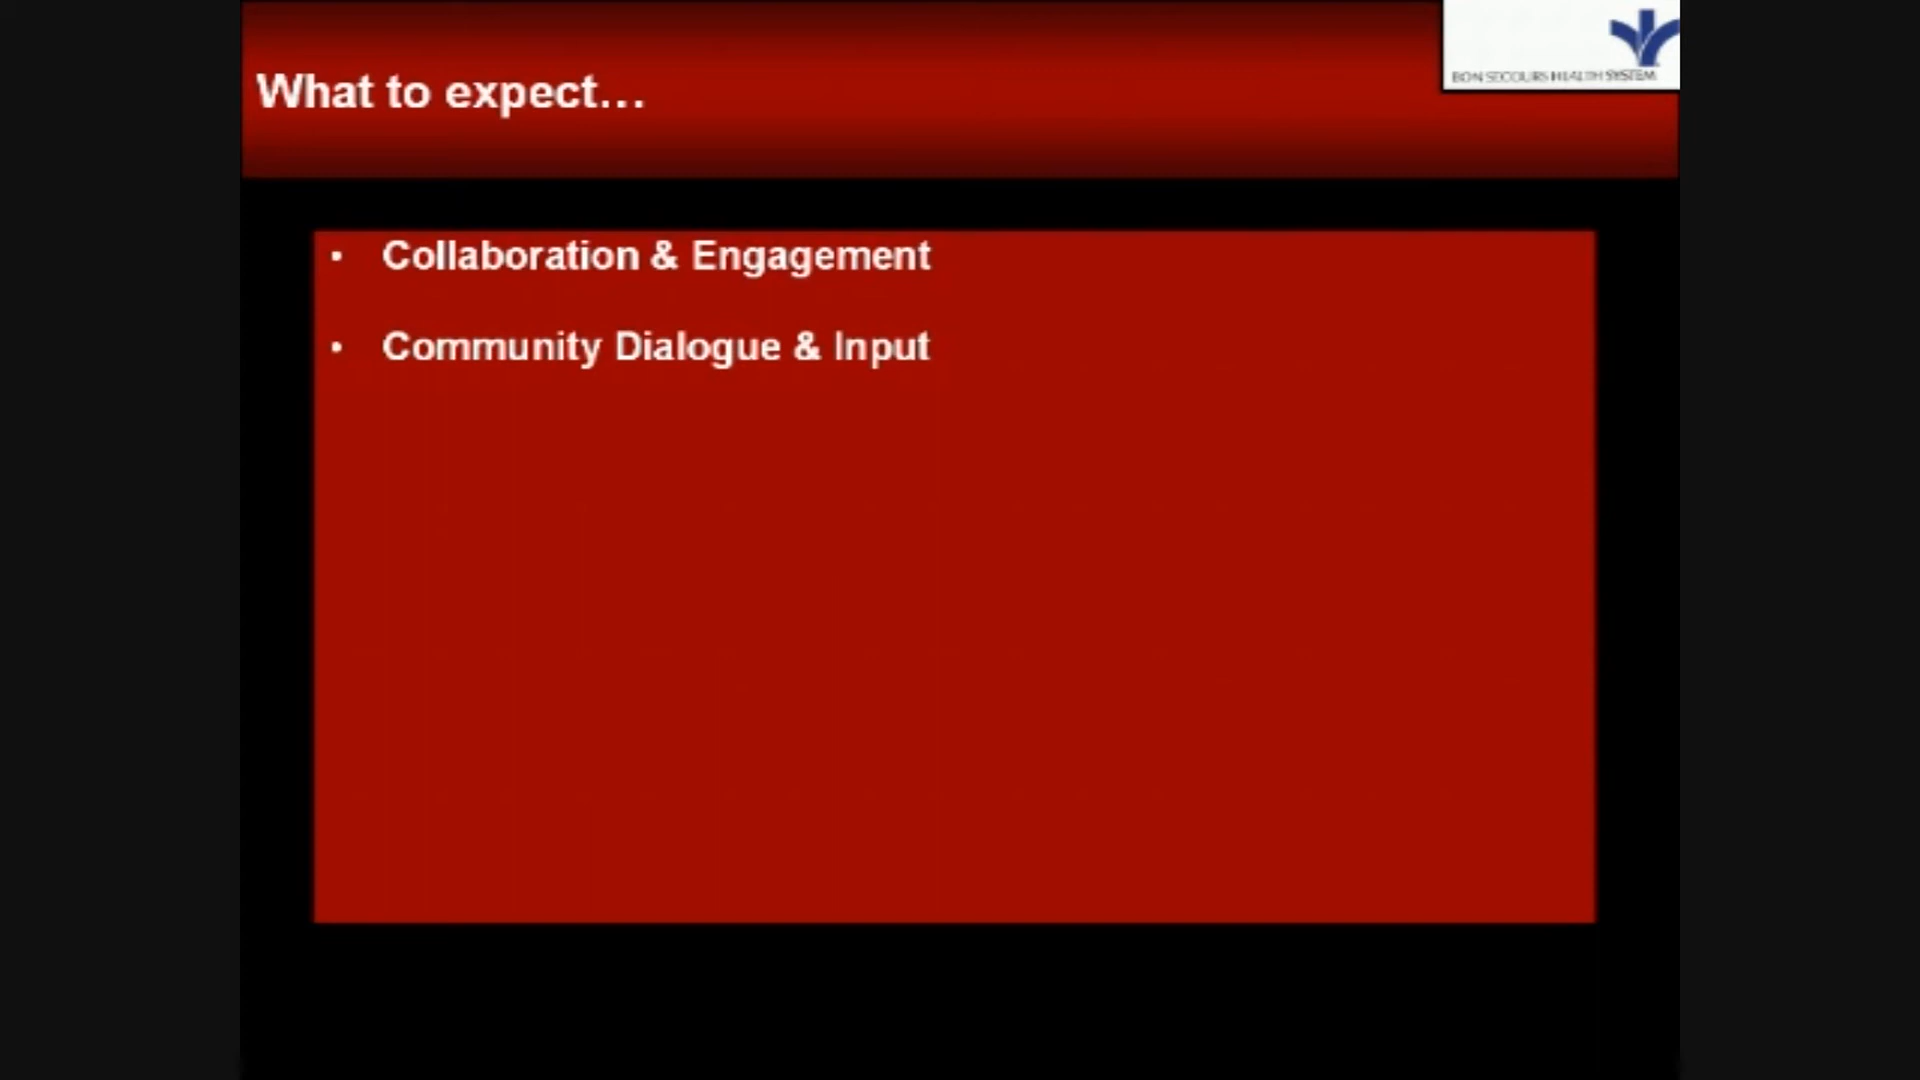 What to expect...
BON SECOURS HEALTH SYSTEM
• Collaboration & Engagement
• Community Dialogue & Input